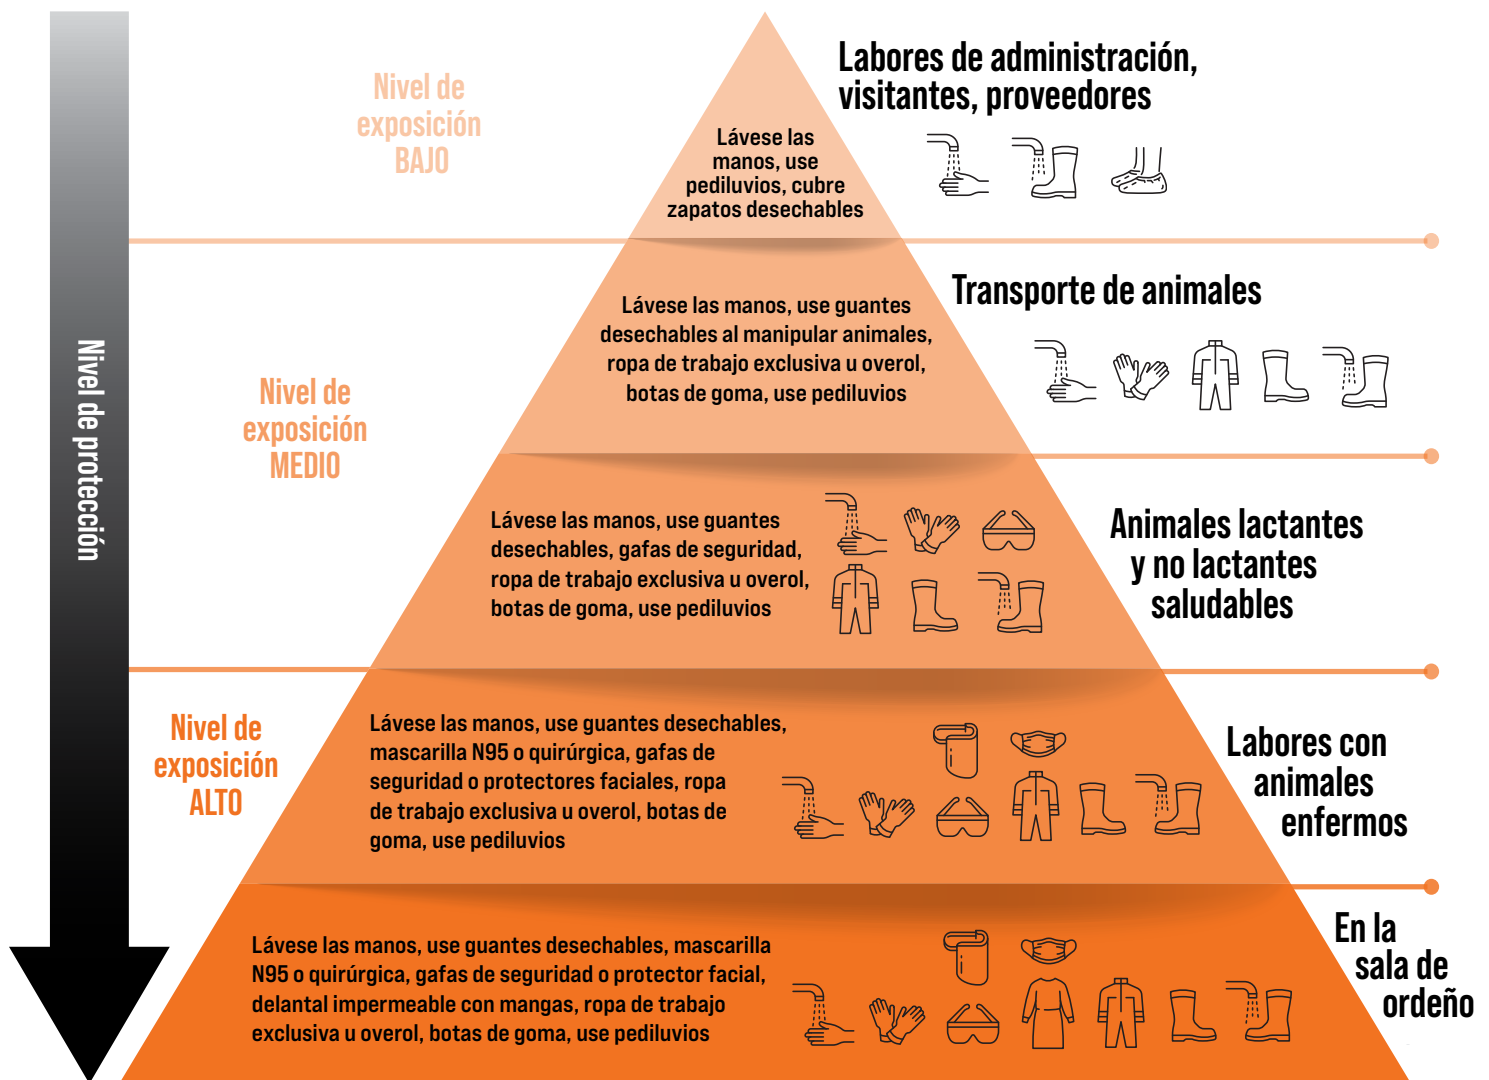 Nivel de protección
Nivel de
exposición
BAJO
Lávese las
manos, use
pediluvios, cubre
zapatos desechables
Labores de administración,
visitantes, proveedores
Nivel de
exposición
MEDIO
Lávese las manos, use guantes
desechables al manipular animales,
ropa de trabajo exclusiva u overol,
botas de goma, use pediluvios
Transporte de animales
Lávese las manos, use guantes
desechables, gafas de seguridad,
ropa de trabajo exclusiva u overol,
botas de goma, use pediluvios
Animales lactantes
y no lactantes
saludables
Nivel de
exposición
ALTO
Lávese las manos, use guantes desechables,
mascarilla N95 o quirúrgica, gafas de
seguridad o protectores faciales, ropa
de trabajo exclusiva u overol, botas de
goma, use pediluvios
Labores con
animales
enfermos
Lávese las manos, use guantes desechables, mascarilla
N95 o quirúrgica, gafas de seguridad o protector facial,
delantal impermeable con mangas, ropa de trabajo
exclusiva u overol, botas de goma, use pediluvios
En la
sala de
ordeño